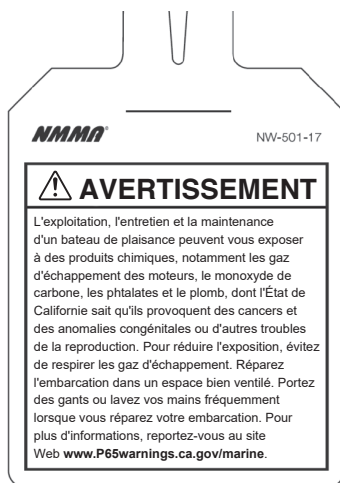 NMMA®
NW-501-17
AVERTISSEMENT
L'exploitation, l'entretien et la maintenance
d'un bateau de plaisance peuvent vous exposer
à des produits chimiques, notamment les gaz
d'échappement des moteurs, le monoxyde de
carbone, les phtalates et le plomb, dont l'État de
Californie sait qu'ils provoquent des cancers et
des anomalies congénitales ou d'autres troubles
de la reproduction. Pour réduire l'exposition, évitez
de respirer les gaz d'échappement. Réparez
l'embarcation dans un espace bien ventilé. Portez
des gants ou lavez vos mains fréquemment
lorsque vous réparez votre embarcation. Pour
plus d'informations, reportez-vous au site
Web www.P65warnings.ca.gov/marine.